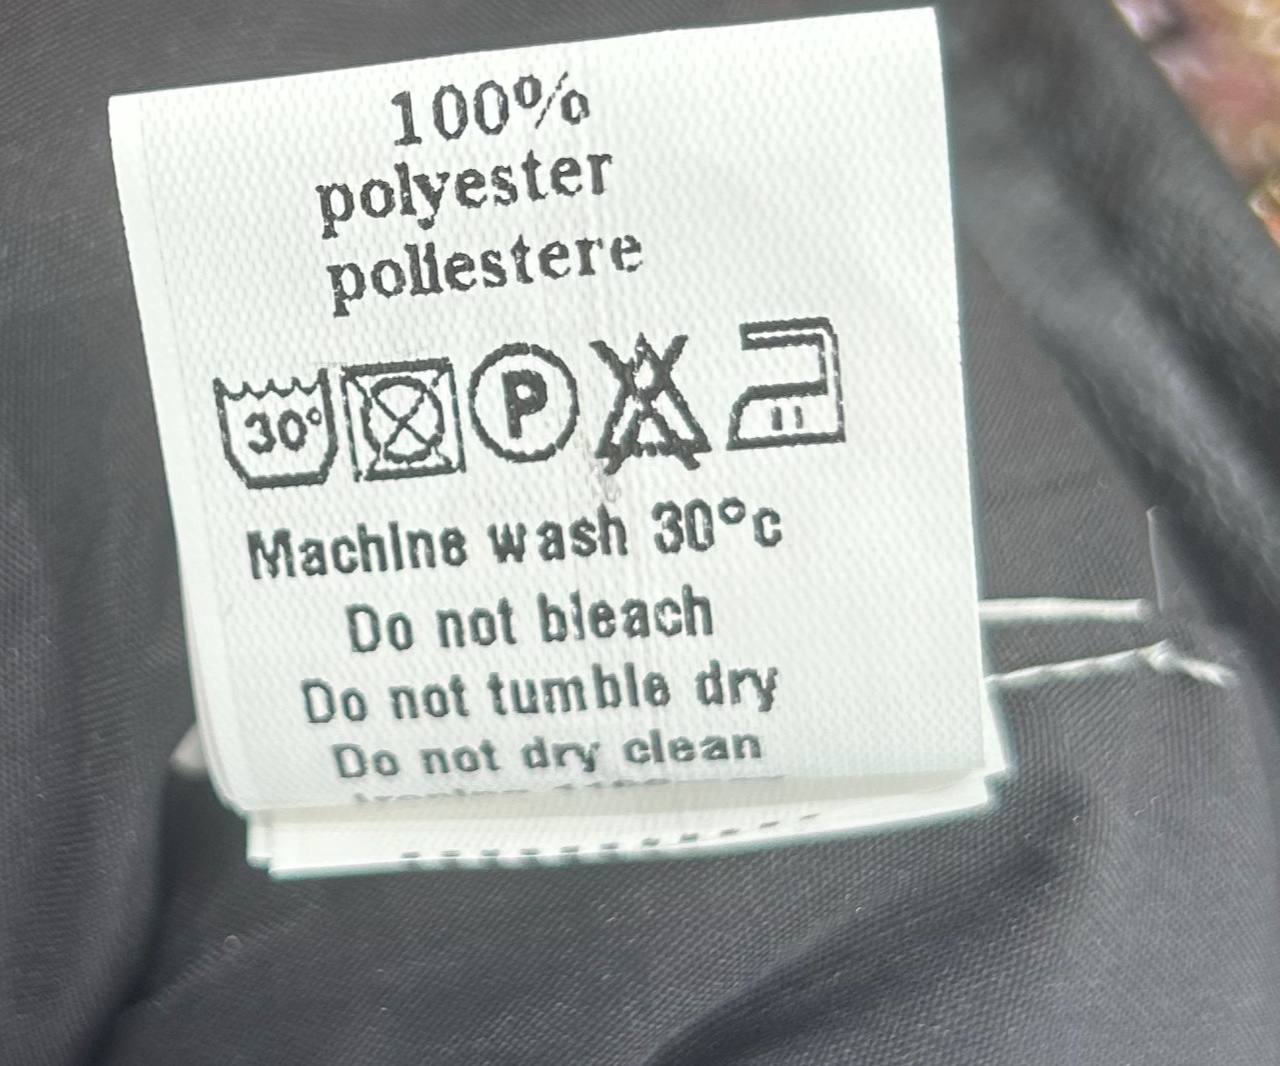 100%
polyester
poliestere
30° P
Machine wash 30°c
Do not bleach
Do not tumble dry
Do not dry clean